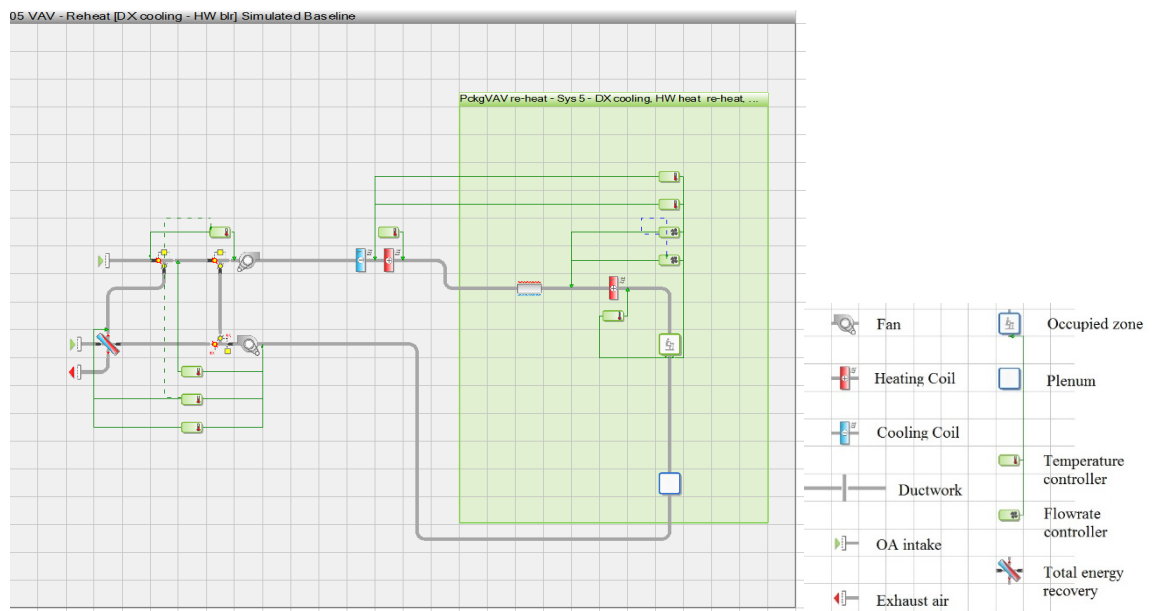 05 VAV - Reheat [DX cooling - HW blr] Simulated Baseline
PckgVAV re-heat - Sys 5 - DX cooling, HW heat  re-heat, ...
Fan
Heating Coil
Cooling Coil
Ductwork
OA intake
Exhaust air
Occupied zone
Plenum
Temperature
controller
Flowrate
controller
Total energy
recovery